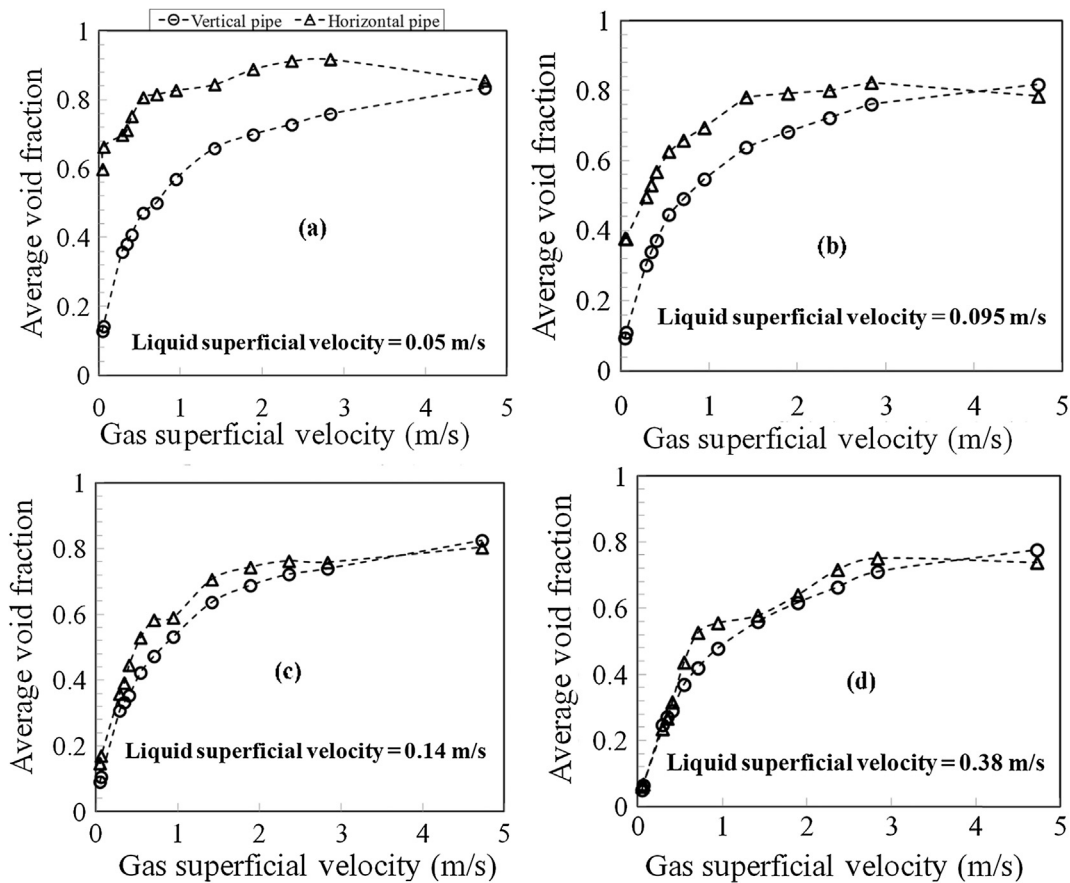 Vertical pipe Horizontal pipe
Average void fraction
1
0.8
0.6
0.4
0.2
0
(a)
Liquid superficial velocity = 0.05 m/s
0 1 2 3 4 5
Gas superficial velocity (m/s)
Average void fraction
1
0.8
0.6
0.4
0.2
0
(b)
Liquid superficial velocity = 0.095 m/s
0 1 2 3 4 5
Gas superficial velocity (m/s)
Average void fraction
1
0.8
0.6
0.4
0.2
0
(c)
Liquid superficial velocity = 0.14 m/s
0 1 2 3 4 5
Gas superficial velocity (m/s)
Average void fraction
1
0.8
0.6
0.4
0.2
0
(d)
Liquid superficial velocity = 0.38 m/s
0 1 2 3 4 5
Gas superficial velocity (m/s)